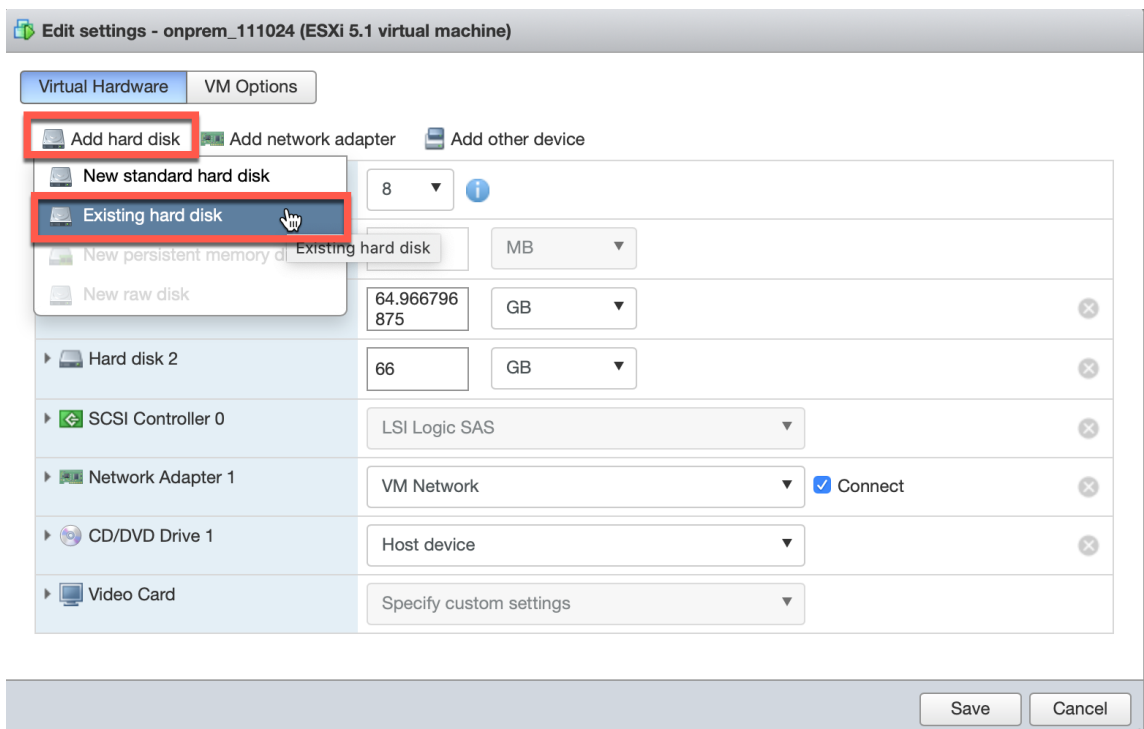 Edit settings - onprem_111024 (ESXi 5.1 virtual machine)
Virtual Hardware VM Options
Add hard disk Add network adapter Add other device
New standard hard disk
8
Existing hard disk
Existing hard disk
MB
New persistent memory d
New raw disk
64.966796
875
GB
Hard disk 2
66
GB
SCSI Controller 0
LSI Logic SAS
Network Adapter 1
VM Network
Connect
CD/DVD Drive 1
Host device
Video Card
Specify custom settings
Save Cancel